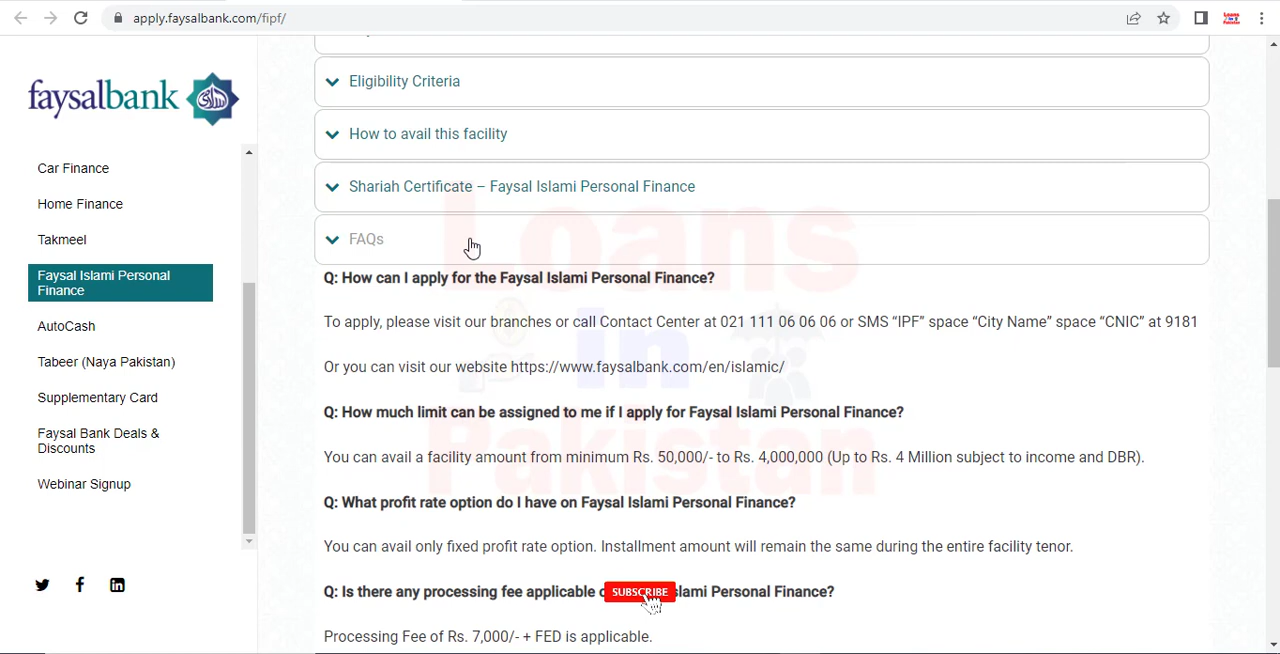 apply.faysalbank.com/fipf/
faysalbank
Car Finance
Home Finance
Takmeel
Faysal Islami Personal
Finance
AutoCash
Tabeer (Naya Pakistan)
Supplementary Card
Faysal Bank Deals &
Discounts
Webinar Signup
Eligibility Criteria
How to avail this facility
Shariah Certificate – Faysal Islami Personal Finance
FAQs
Q: How can I apply for the Faysal Islami Personal Finance?
To apply, please visit our branches or call Contact Center at 021 111 06 06 06 or SMS “IPF” space “City Name” space “CNIC” at 9181
Or you can visit our website https://www.faysalbank.com/en/islamic/
Q: How much limit can be assigned to me if I apply for Faysal Islami Personal Finance?
You can avail a facility amount from minimum Rs. 50,000/- to Rs. 4,000,000 (Up to Rs. 4 Million subject to income and DBR).
Q: What profit rate option do I have on Faysal Islami Personal Finance?
You can avail only fixed profit rate option. Installment amount will remain the same during the entire facility tenor.
Q: Is there any processing fee applicable
SUBSCRIBE
Personal Finance?
Processing Fee of Rs. 7,000/- + FED is applicable.
Loans
In
Pakistan